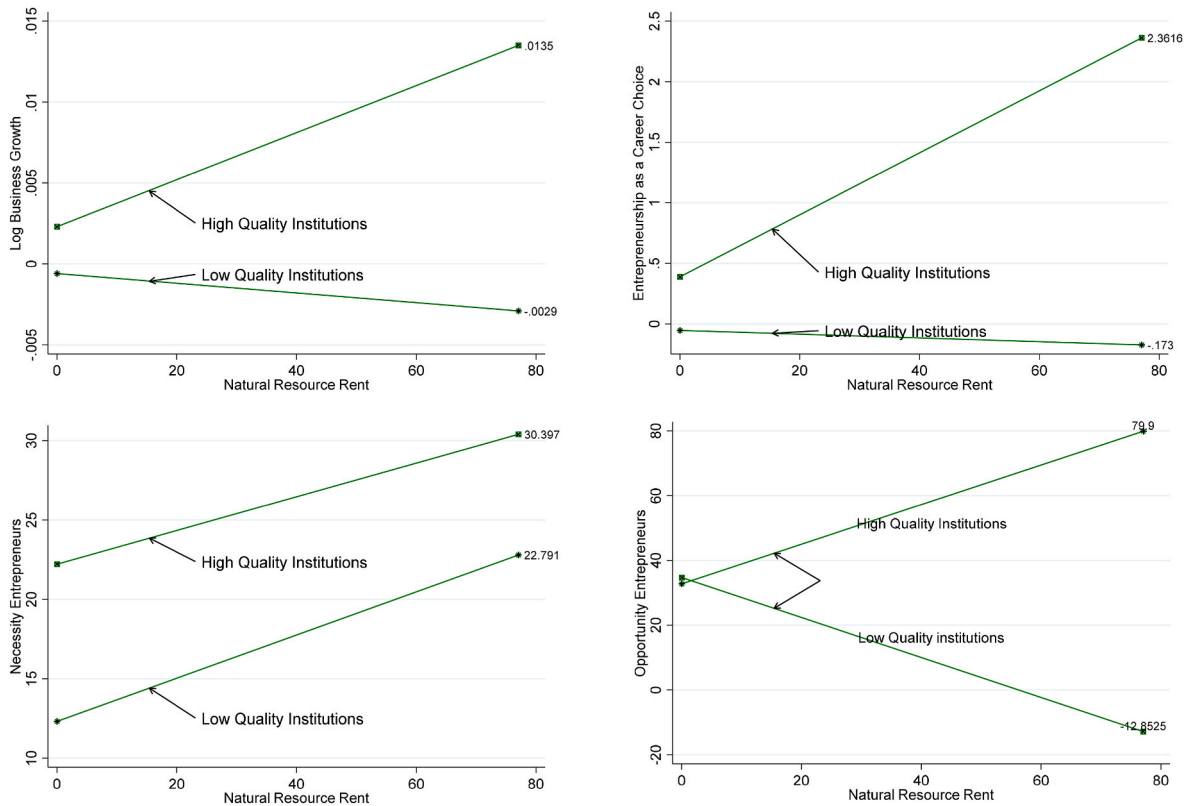 Log Business Growth
.015
.01
.005
0
-.005
.0135
High Quality Institutions
Low Quality Institutions
-.0029
0 20 40 60 80
Natural Resource Rent
Entrepreneurship as a Career Choice
2.5
2
1.5
1
.5
0
2.3616
High Quality Institutions
Low Quality Institutions
-.173
0 20 40 60 80
Natural Resource Rent
Necessity Entrepreneurs
30
25
20
15
10
30.397
High Quality Institutions
22.791
Low Quality Institutions
0 20 40 60 80
Natural Resource Rent
Opportunity Entrepreneurs
80
60
40
20
0
-20
79.9
High Quality Institutions
Low Quality institutions
-12.8525
0 20 40 60 80
Natural Resource Rent